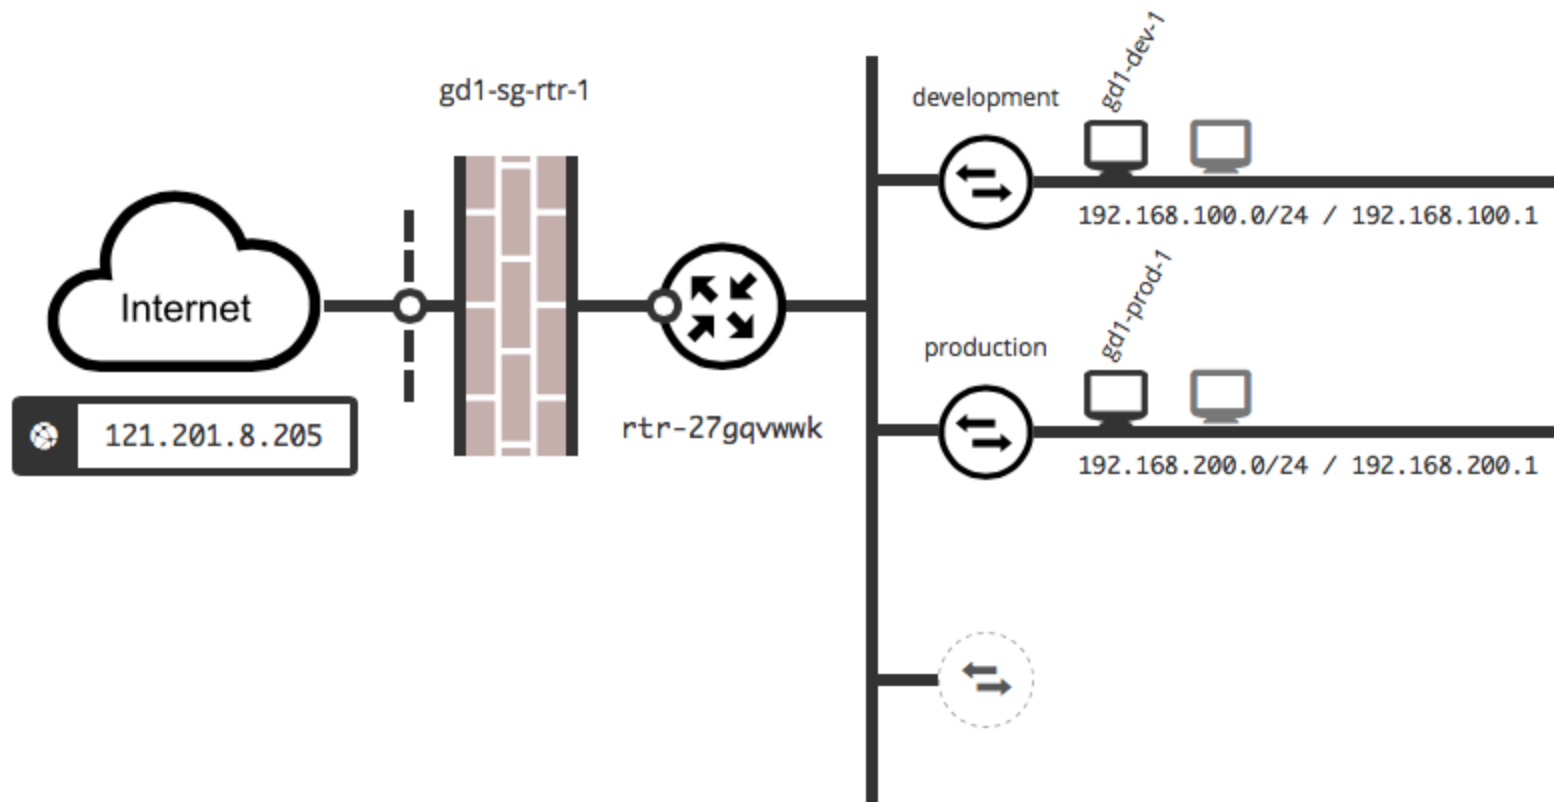 gd1-sg-rtr-1
Internet
121.201.8.205
rtr-27gqvwwk
development
gd1-dev-1
192.168.100.0/24 / 192.168.100.1
production
gd1-prod-1
192.168.200.0/24 / 192.168.200.1